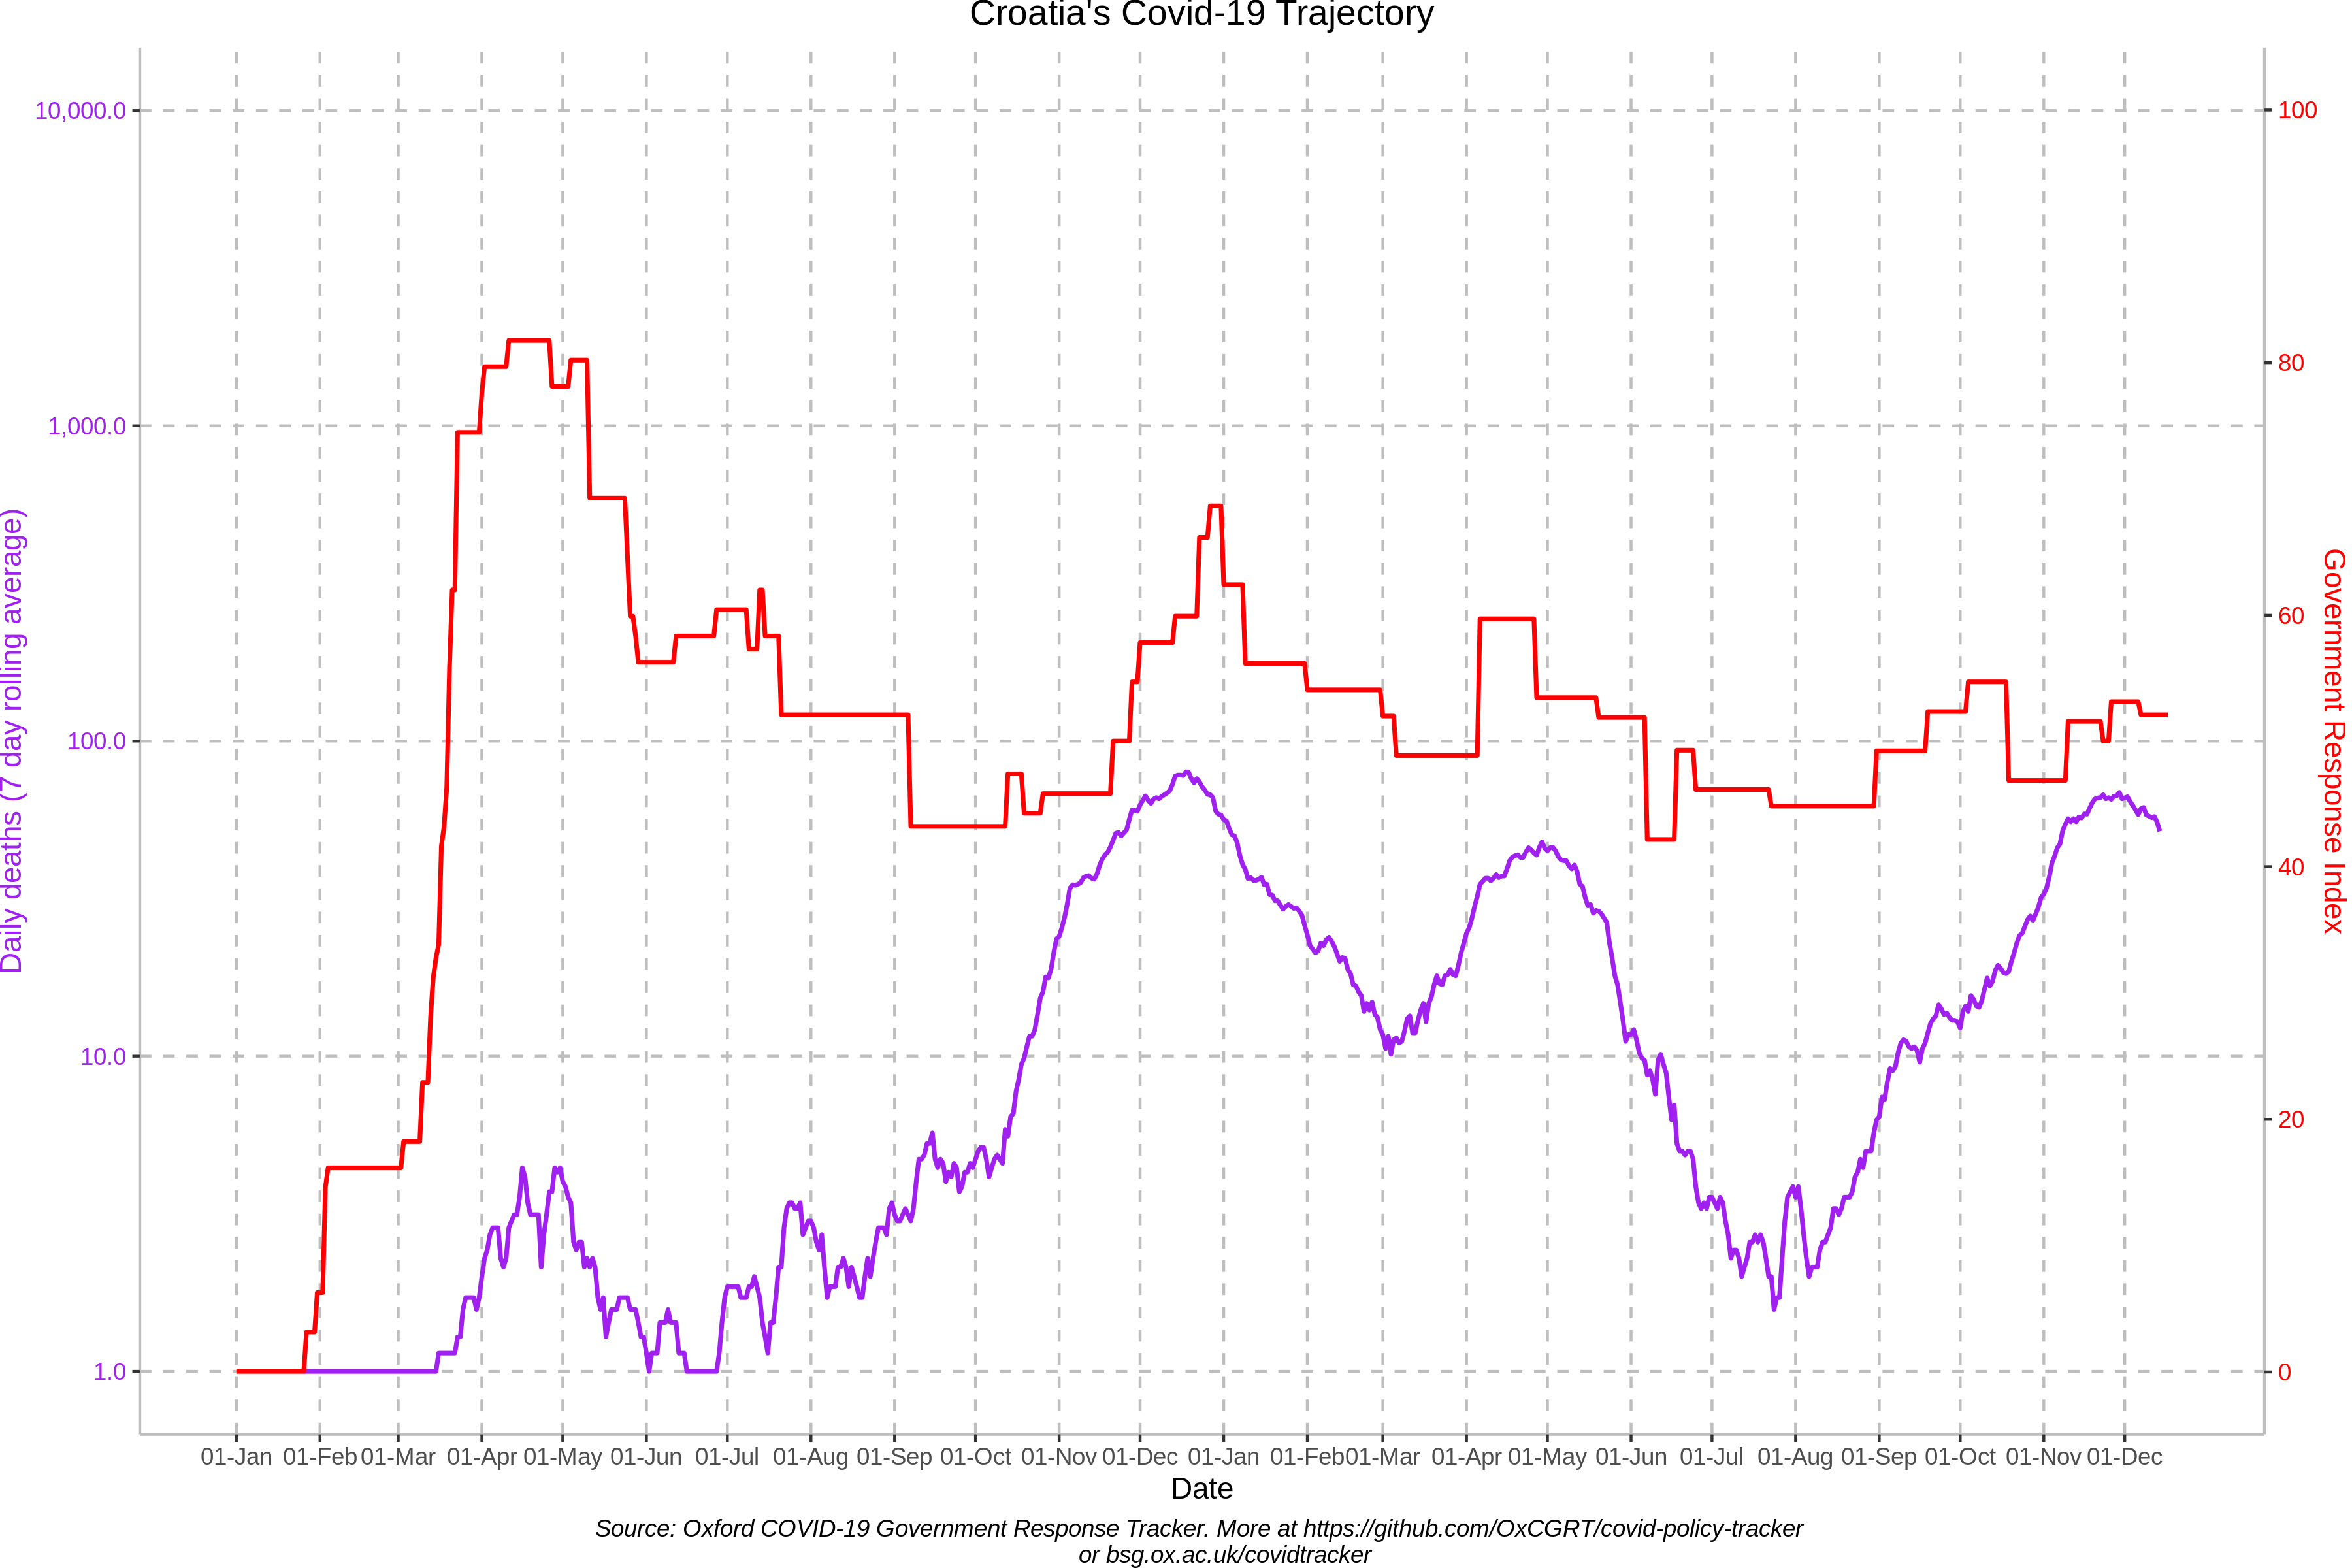 Croatia's Covid-19 Trajectory
10,000.0
1,000.0
100.0
10.0
1.0
Daily deaths (7 day rolling average)
100
80
60
40
20
0
Government Response Index
01-Jan 01-Feb 01-Mar 01-Apr 01-May 01-Jun 01-Jul 01-Aug 01-Sep 01-Oct 01-Nov 01-Dec 01-Jan 01-Feb 01-Mar 01-Apr 01-May 01-Jun 01-Jul 01-Aug 01-Sep 01-Oct 01-Nov 01-Dec
Date
Source: Oxford COVID-19 Government Response Tracker. More at https://github.com/OxCGRT/covid-policy-tracker
or bsg.ox.ac.uk/covidtracker